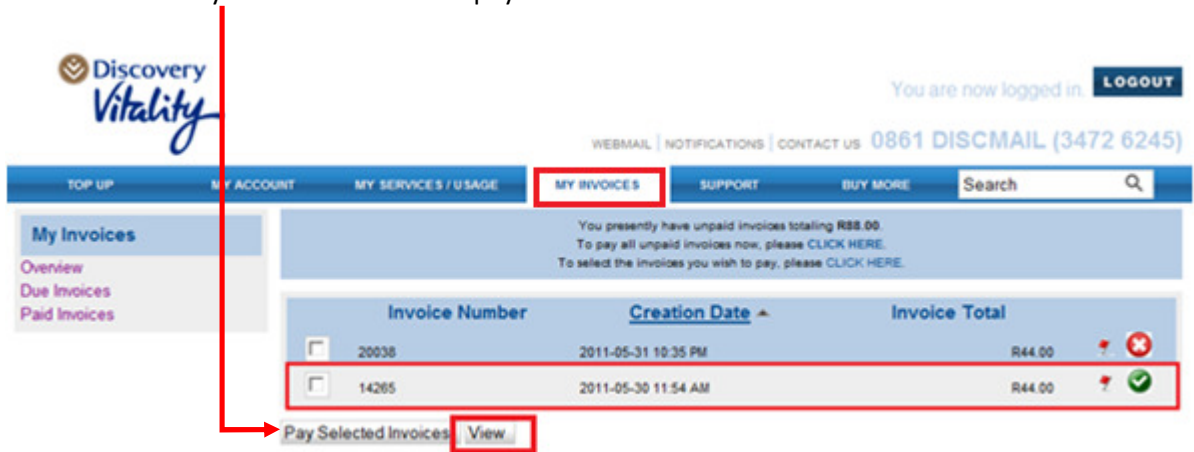 Discovery
Vitality
You are now logged in. LOGOUT
WEBMAIL | NOTIFICATIONS | CONTACT US 0861 DISCMAIL (3472 6245)
TOP UP MY ACCOUNT MY SERVICES / USAGE MY INVOICES SUPPORT BUY MORE Search
My Invoices
Overview
Due Invoices
Paid Invoices
You presently have unpaid invoices totaling R88.00.
To pay all unpaid invoices now, please CLICK HERE.
To select the invoices you wish to pay, please CLICK HERE.
Invoice Number Creation Date Invoice Total
20038 2011-05-31 10:35 PM R44.00
14265 2011-05-30 11:54 AM R44.00
Pay Selected Invoices View